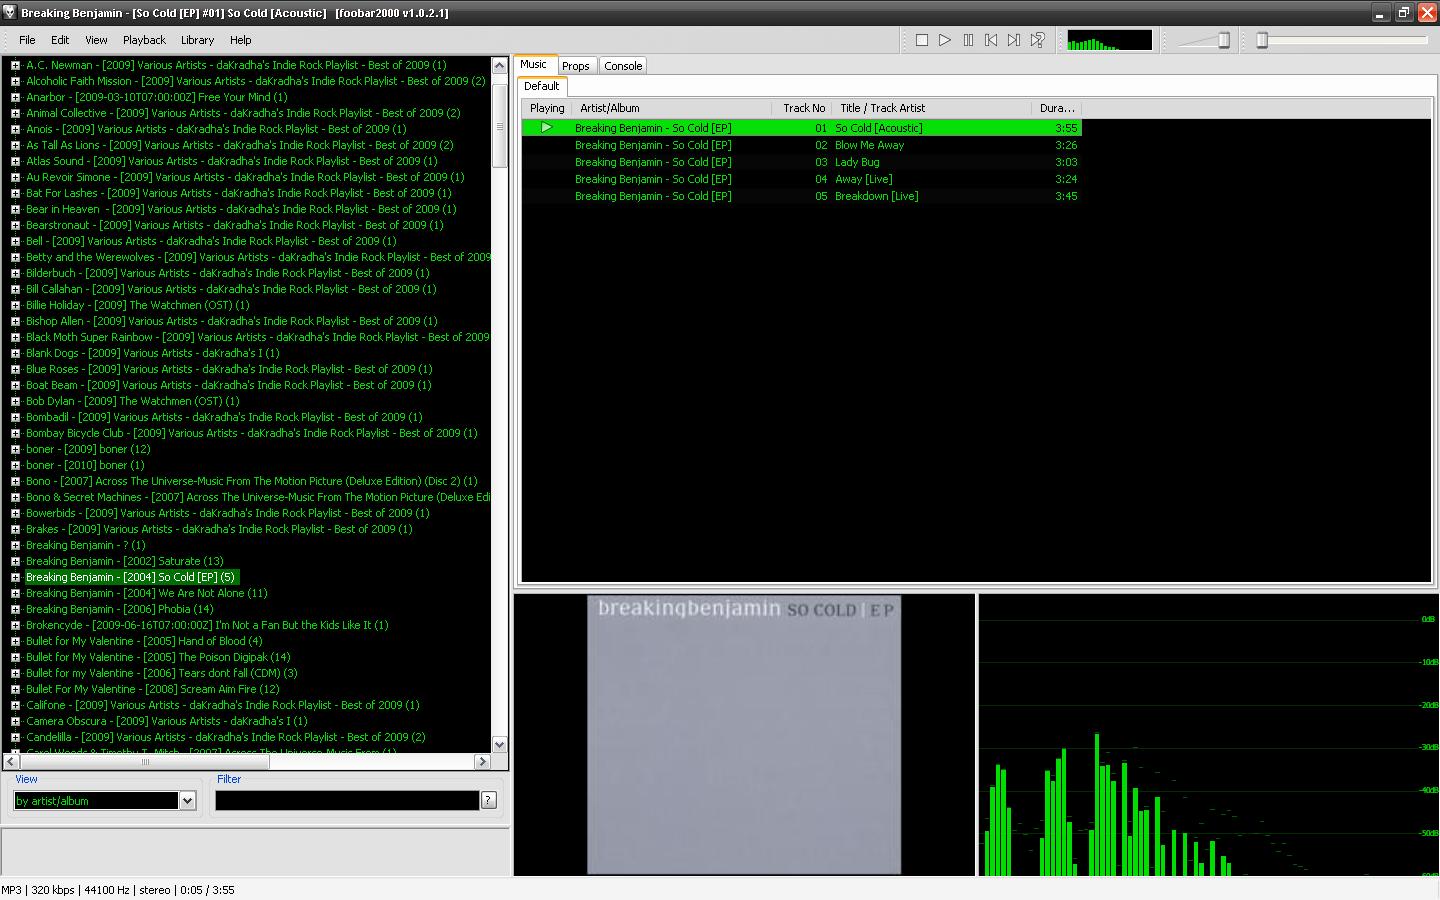 Breaking Benjamin - [So Cold [EP] #01] So Cold [Acoustic]   [foobar2000 v1.0.2.1]
File Edit View Playback Library Help
A.C. Newman - [2009] Various Artists - daKradha's Indie Rock Playlist - Best of 2009 (1)
Alcoholic Faith Mission - [2009] Various Artists - daKradha's Indie Rock Playlist - Best of 2009 (2)
Anarbor - [2009-03-10T07:00:00Z] Free Your Mind (1)
Animal Collective - [2009] Various Artists - daKradha's Indie Rock Playlist - Best of 2009 (2)
Anois - [2009] Various Artists - daKradha's Indie Rock Playlist - Best of 2009 (1)
As Tall As Lions - [2009] Various Artists - daKradha's Indie Rock Playlist - Best of 2009 (2)
Atlas Sound - [2009] Various Artists - daKradha's Indie Rock Playlist - Best of 2009 (1)
Au Revoir Simone - [2009] Various Artists - daKradha's Indie Rock Playlist - Best of 2009 (1)
Bat For Lashes - [2009] Various Artists - daKradha's Indie Rock Playlist - Best of 2009 (1)
Bear in Heaven  - [2009] Various Artists - daKradha's Indie Rock Playlist - Best of 2009 (1)
Bearstronaut - [2009] Various Artists - daKradha's Indie Rock Playlist - Best of 2009 (1)
Bell - [2009] Various Artists - daKradha's Indie Rock Playlist - Best of 2009 (1)
Betty and the Werewolves - [2009] Various Artists - daKradha's Indie Rock Playlist - Best of 2009
Bilderbuch - [2009] Various Artists - daKradha's Indie Rock Playlist - Best of 2009 (1)
Bill Callahan - [2009] Various Artists - daKradha's Indie Rock Playlist - Best of 2009 (1)
Billie Holiday - [2009] The Watchmen (OST) (1)
Bishop Allen - [2009] Various Artists - daKradha's Indie Rock Playlist - Best of 2009 (1)
Black Moth Super Rainbow - [2009] Various Artists - daKradha's Indie Rock Playlist - Best of 2009
Blank Dogs - [2009] Various Artists - daKradha's I (1)
Blue Roses - [2009] Various Artists - daKradha's Indie Rock Playlist - Best of 2009 (1)
Boat Beam - [2009] Various Artists - daKradha's Indie Rock Playlist - Best of 2009 (1)
Bob Dylan - [2009] The Watchmen (OST) (1)
Bombadil - [2009] Various Artists - daKradha's Indie Rock Playlist - Best of 2009 (1)
Bombay Bicycle Club - [2009] Various Artists - daKradha's Indie Rock Playlist - Best of 2009 (1)
boner - [2009] boner (12)
boner - [2010] boner (1)
Bono - [2007] Across The Universe-Music From The Motion Picture (Deluxe Edition) (Disc 2) (1)
Bono & Secret Machines - [2007] Across The Universe-Music From The Motion Picture (Deluxe Edi
Bowerbids - [2009] Various Artists - daKradha's Indie Rock Playlist - Best of 2009 (1)
Brakes - [2009] Various Artists - daKradha's Indie Rock Playlist - Best of 2009 (1)
Breaking Benjamin - ? (1)
Breaking Benjamin - [2002] Saturate (13)
Breaking Benjamin - [2004] So Cold [EP] (5)
Breaking Benjamin - [2004] We Are Not Alone (11)
Breaking Benjamin - [2006] Phobia (14)
Brokencyde - [2009-06-16T07:00:00Z] I'm Not a Fan But the Kids Like It (1)
Bullet for My Valentine - [2005] Hand of Blood (4)
Bullet for My Valentine - [2005] The Poison Digipak (14)
Bullet for my Valentine - [2006] Tears dont fall (CDM) (3)
Bullet For My Valentine - [2008] Scream Aim Fire (12)
Califone - [2009] Various Artists - daKradha's Indie Rock Playlist - Best of 2009 (1)
Camera Obscura - [2009] Various Artists - daKradha's I (1)
Candelilla - [2009] Various Artists - daKradha's Indie Rock Playlist - Best of 2009 (2)
View Filter
by artist/album ?
Music Props Console
Default
Playing Artist/Album Track No Title / Track Artist Dura...
Breaking Benjamin - So Cold [EP] 01 So Cold [Acoustic] 3:55
Breaking Benjamin - So Cold [EP] 02 Blow Me Away 3:26
Breaking Benjamin - So Cold [EP] 03 Lady Bug 3:03
Breaking Benjamin - So Cold [EP] 04 Away [Live] 3:24
Breaking Benjamin - So Cold [EP] 05 Breakdown [Live] 3:45
breakingbenjamin SO COLD | EP
0dB
-10dB
-20dB
-30dB
-40dB
-50dB
MP3 | 320 kbps | 44100 Hz | stereo | 0:05 / 3:55